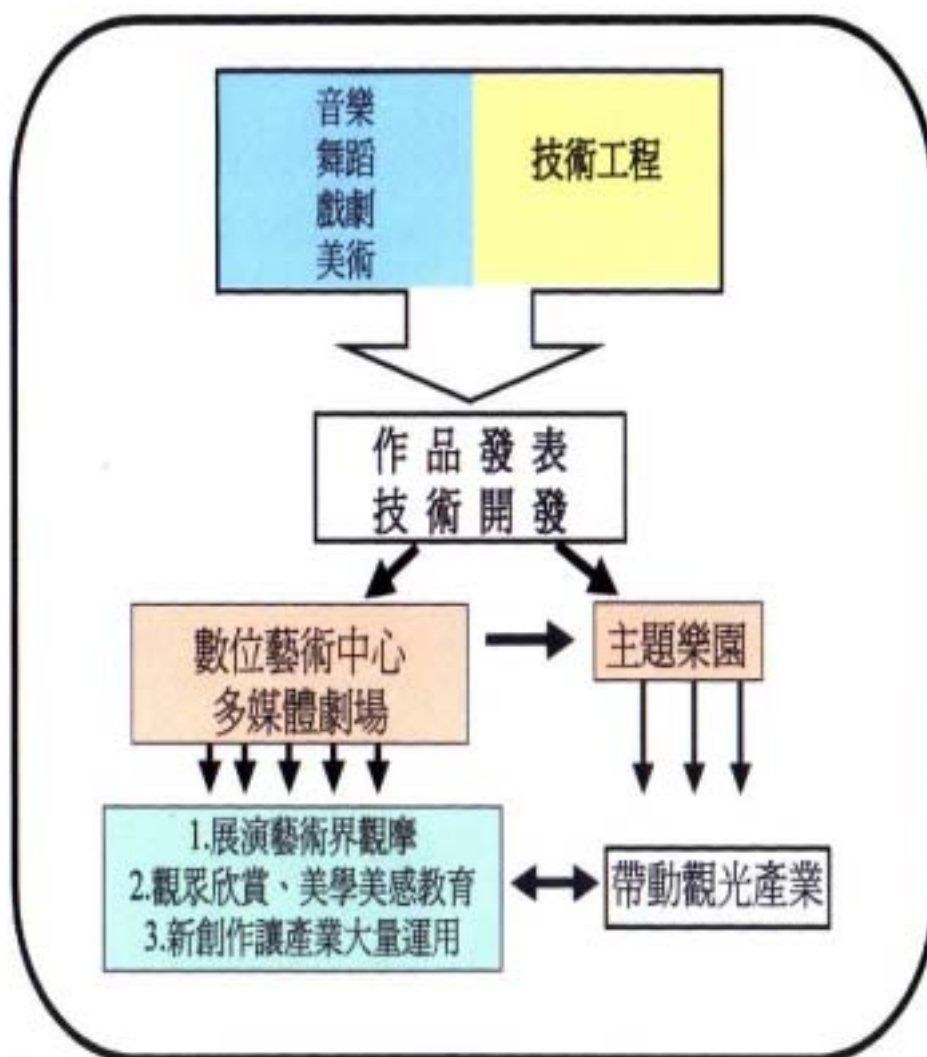 音樂
舞蹈
戲劇
美術
技術工程
作品發表
技術開發
數位藝術中心
多媒體劇場
主題樂園
1.展演藝術界觀摩
2.觀眾欣賞、美學美感教育
3.新創作讓產業大量運用
帶動觀光產業